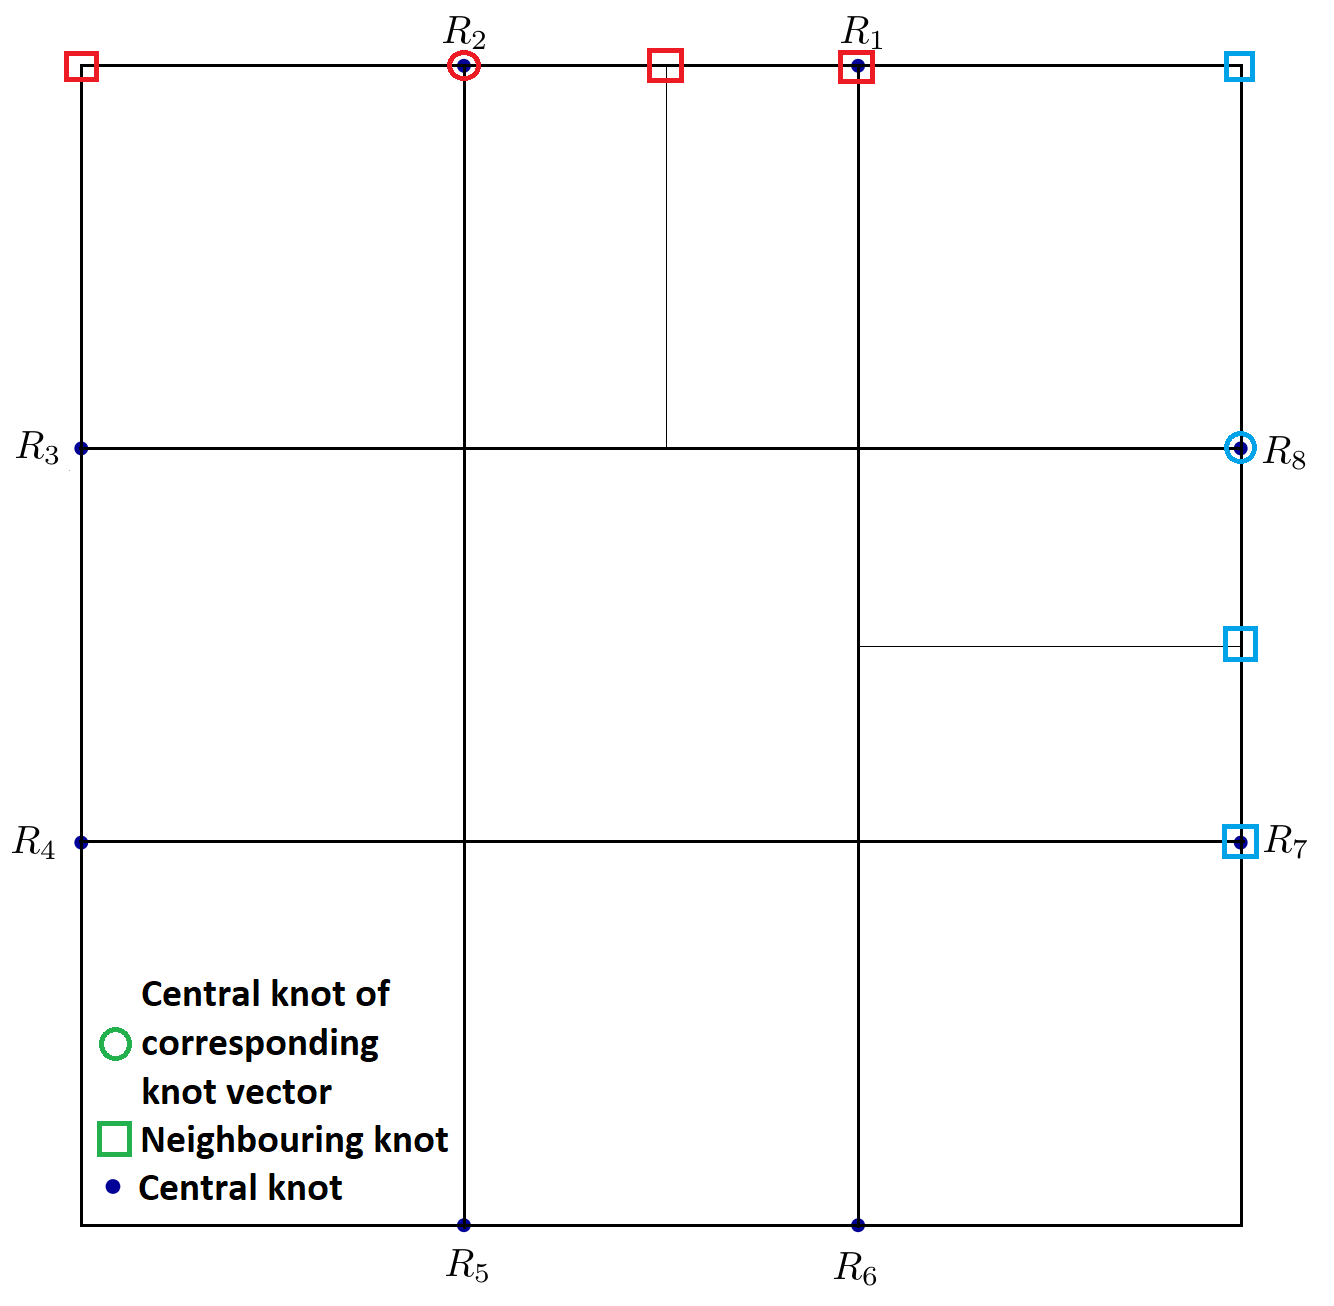 R₂
R₁
R₃
R₈
R₄
R₇
Central knot of
corresponding
knot vector
Neighbouring knot
Central knot
R₅
R₆